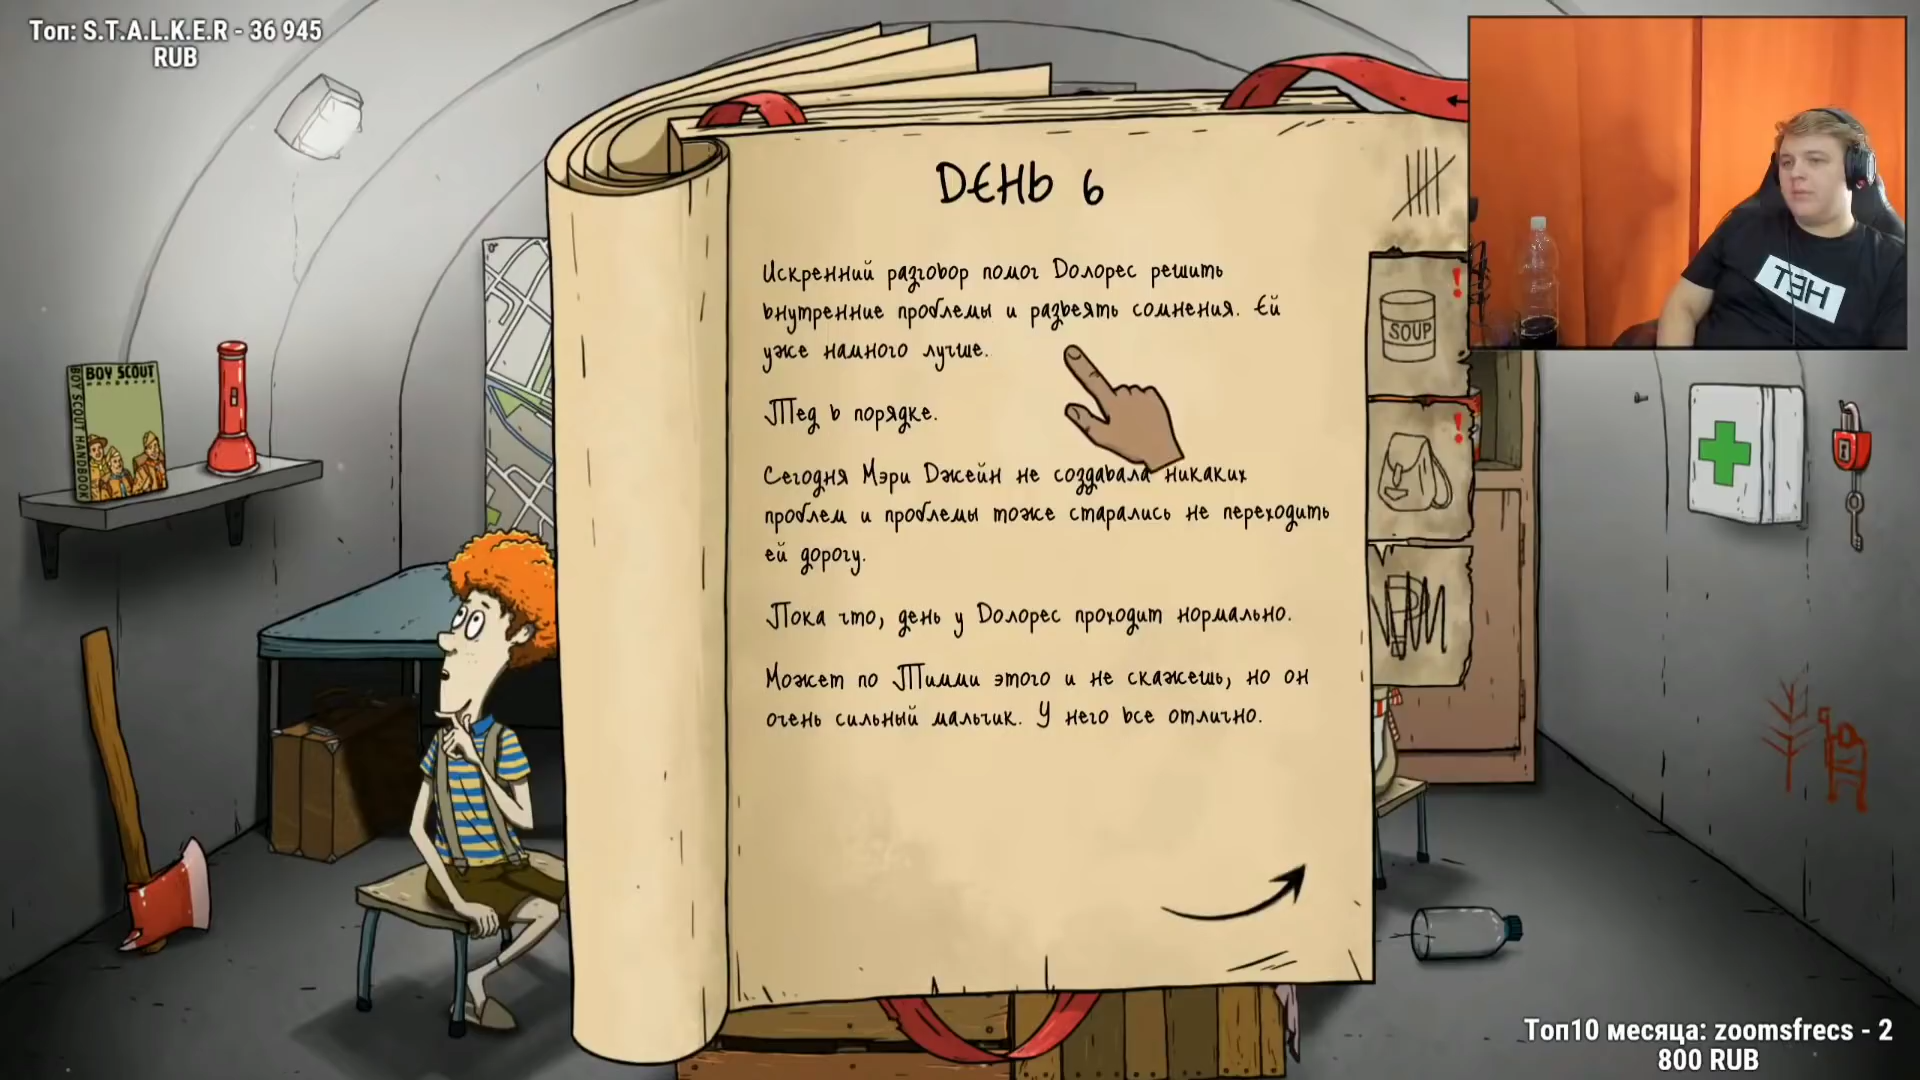 Топ: S.T.A.L.K.E.R - 36 945
RUB
BOY SCOUT
BOY SCOUT HANDBOOK
ДЕНЬ 6
Искренний разговор помог Долорес решить
внутренние проблемы и развеять сомнения. Ей
уже намного лучше.
Тед в порядке.
Сегодня Мэри Джейн не создавала никаких
проблем и проблемы тоже старались не переходить
ей дорогу.
Пока что, день у Долорес проходит нормально.
Может по Тимми этого и не скажешь, но он
очень сильный мальчик. У него все отлично.
!
SOUP
!
НЕТ
Топ10 месяца: zoomsfrecs - 2
800 RUB